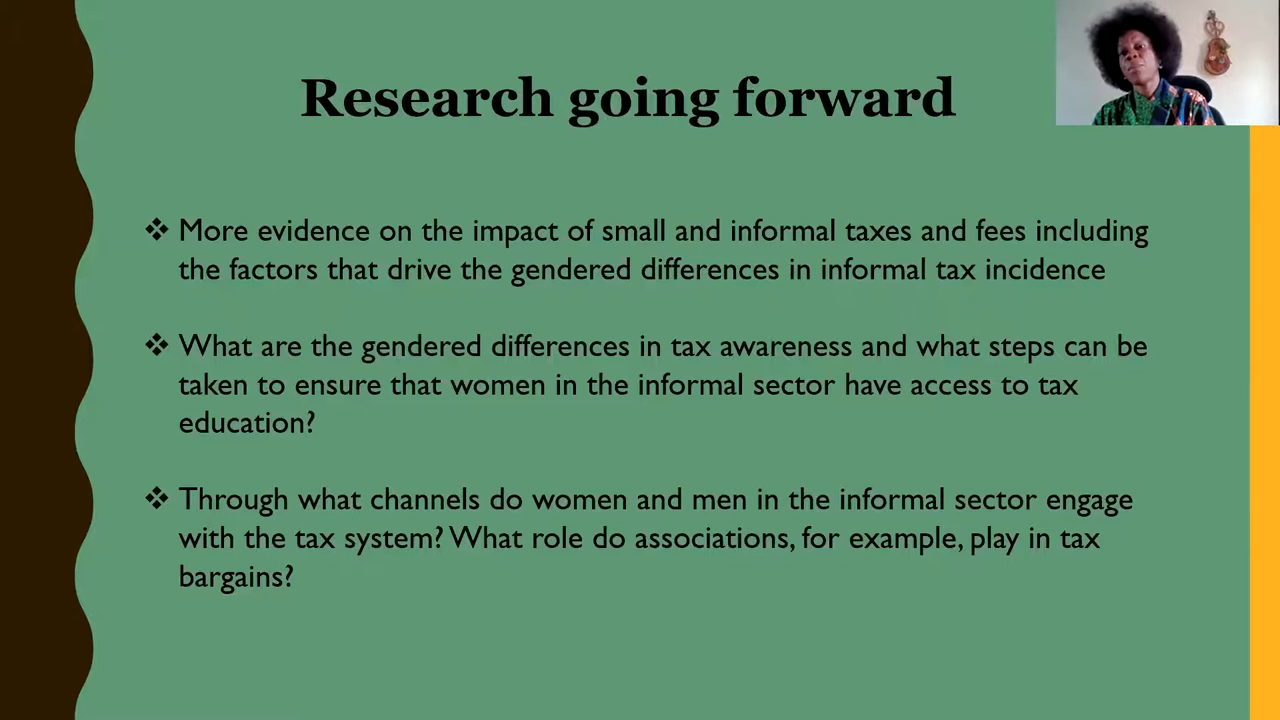 Research going forward
❖ More evidence on the impact of small and informal taxes and fees including
the factors that drive the gendered differences in informal tax incidence
❖ What are the gendered differences in tax awareness and what steps can be
taken to ensure that women in the informal sector have access to tax
education?
❖ Through what channels do women and men in the informal sector engage
with the tax system? What role do associations, for example, play in tax
bargains?